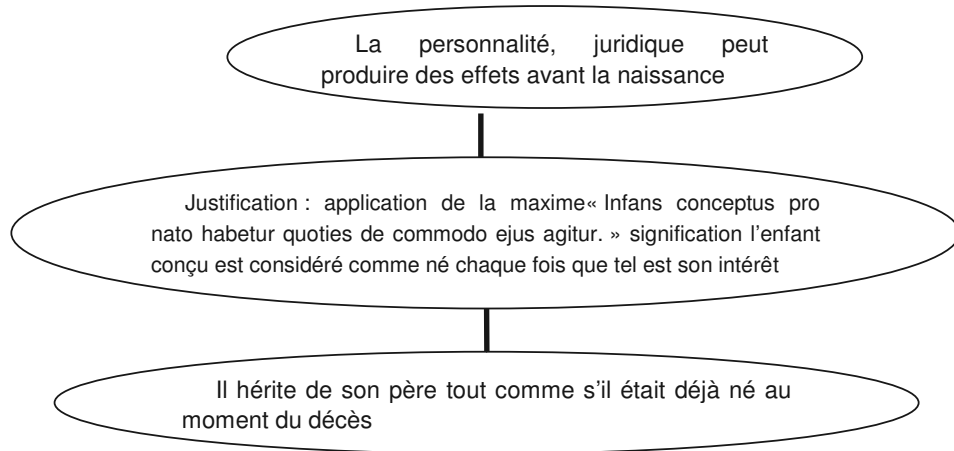 La personnalité, juridique peut
produire des effets avant la naissance
Justification : application de la maxime« Infans conceptus pro
nato habetur quoties de commodo ejus agitur. » signification l'enfant
conçu est considéré comme né chaque fois que tel est son intérêt
Il hérite de son père tout comme s'il était déjà né au
moment du décès